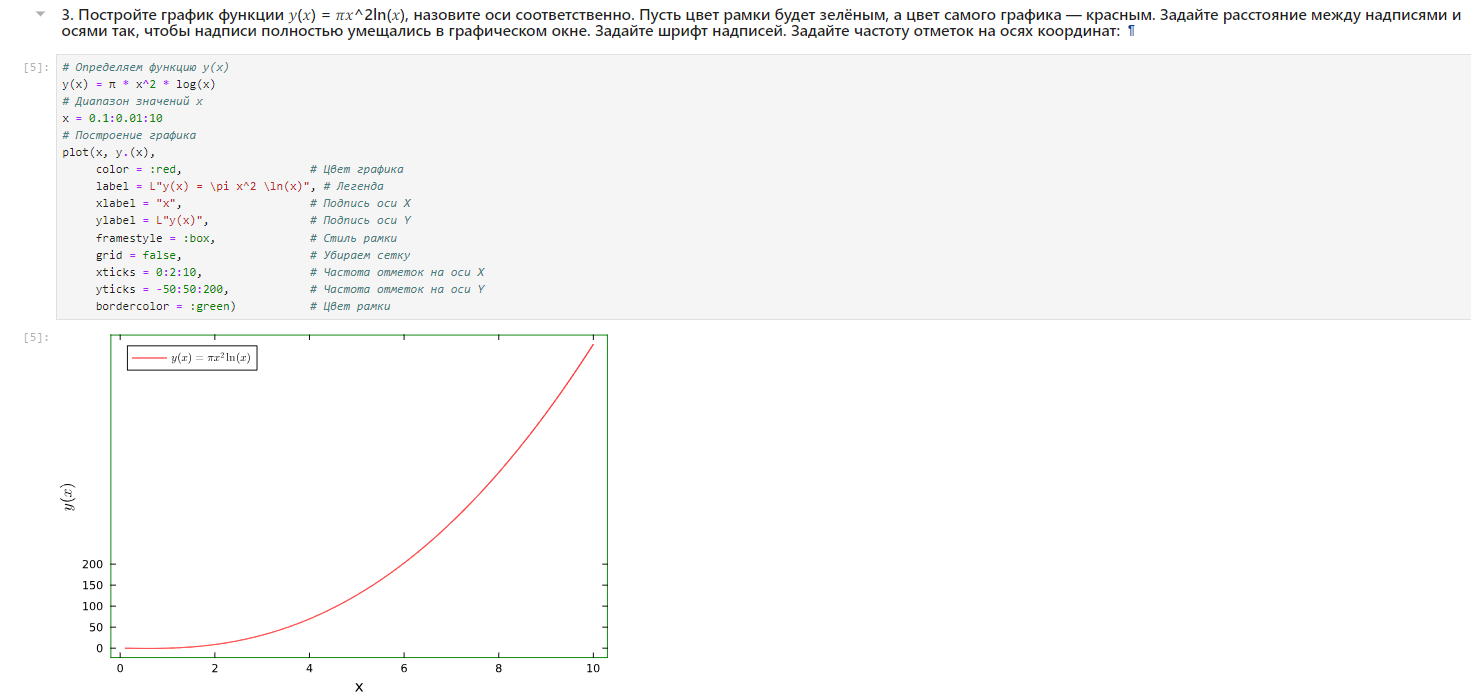 3. Постройте график функции y(x) = πx^2ln(x), назовите оси соответственно. Пусть цвет рамки будет зелёным, а цвет самого графика — красным. Задайте расстояние между надписями и
осями так, чтобы надписи полностью умещались в графическом окне. Задайте шрифт надписей. Задайте частоту отметок на осях координат: ¶
[5]: # Определяем функцию y(x)
y(x) = π * x^2 * log(x)
# Диапазон значений x
x = 0.1:0.01:10
# Построение графика
plot(x, y.(x),
color = :red, # Цвет графика
label = L"y(x) = \pi x^2 \ln(x)", # Легенда
xlabel = "x", # Подпись оси X
ylabel = L"y(x)", # Подпись оси Y
framestyle = :box, # Стиль рамки
grid = false, # Убираем сетку
xticks = 0:2:10, # Частота отметок на оси X
yticks = -50:50:200, # Частота отметок на оси Y
bordercolor = :green) # Цвет рамки
[5]:
y(x) = πx²ln(x)
y(x)
200
150
100
50
0
0 2 4 6 8 10
x